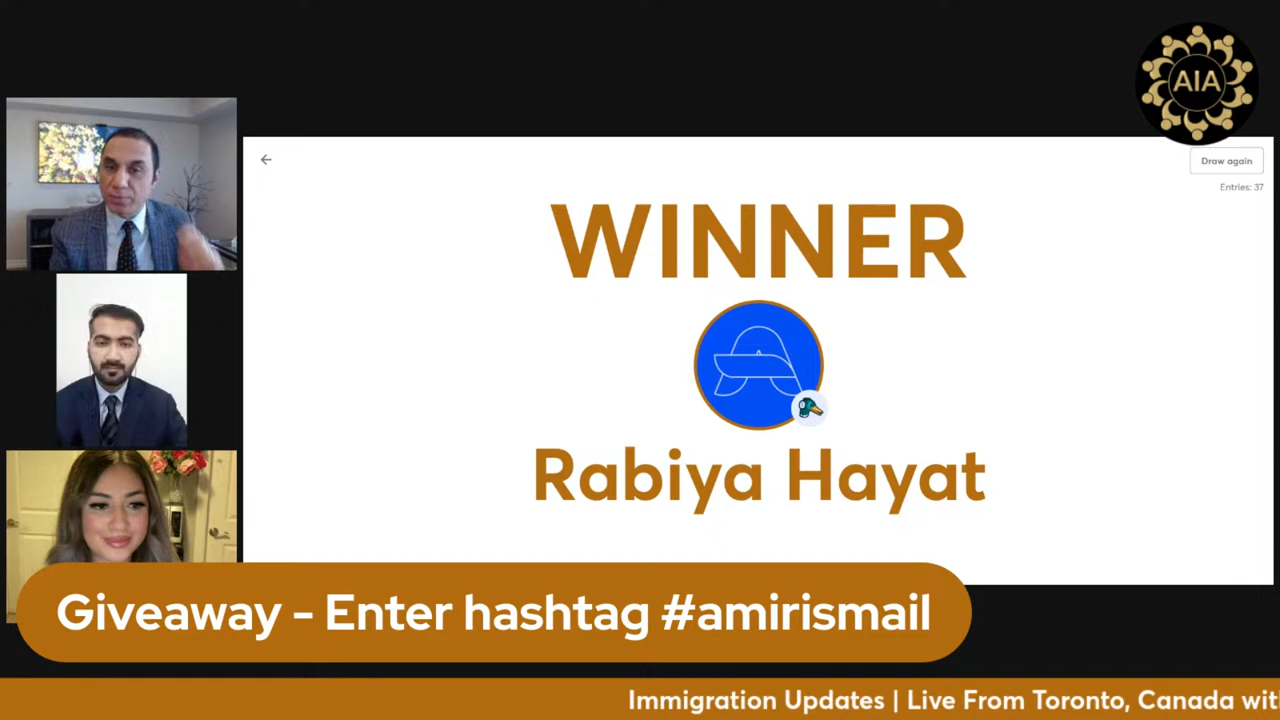 AIA
Draw again
Entries: 37
WINNER
Rabiya Hayat
Giveaway - Enter hashtag #amirismail
Immigration Updates | Live From Toronto, Canada wit